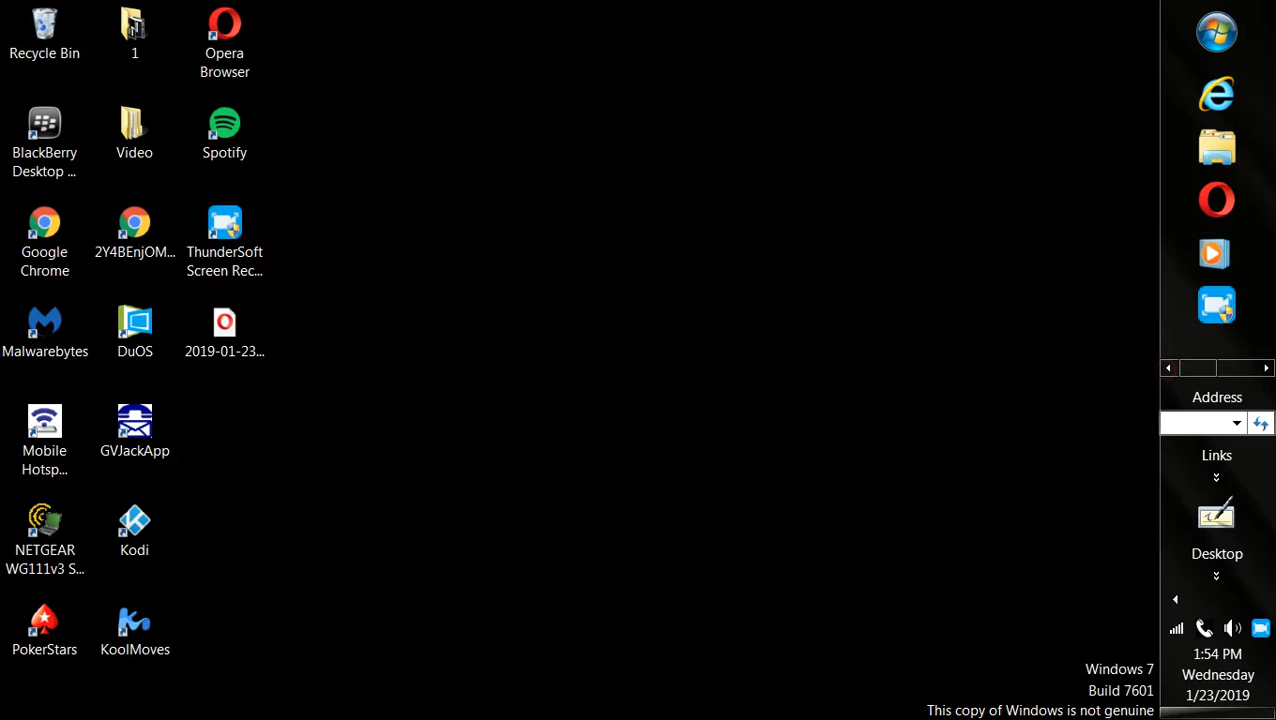 Recycle Bin
1
Opera
Browser
BlackBerry
Desktop ...
Video
Spotify
Google
Chrome
2Y4BEnjOM...
ThunderSoft
Screen Rec...
Malwarebytes
DuOS
2019-01-23...
Mobile
Hotsp...
GVJackApp
NETGEAR
WG111v3 S...
Kodi
PokerStars
KoolMoves
Address
Links
Desktop
1:54 PM
Wednesday
1/23/2019
Windows 7
Build 7601
This copy of Windows is not genuine